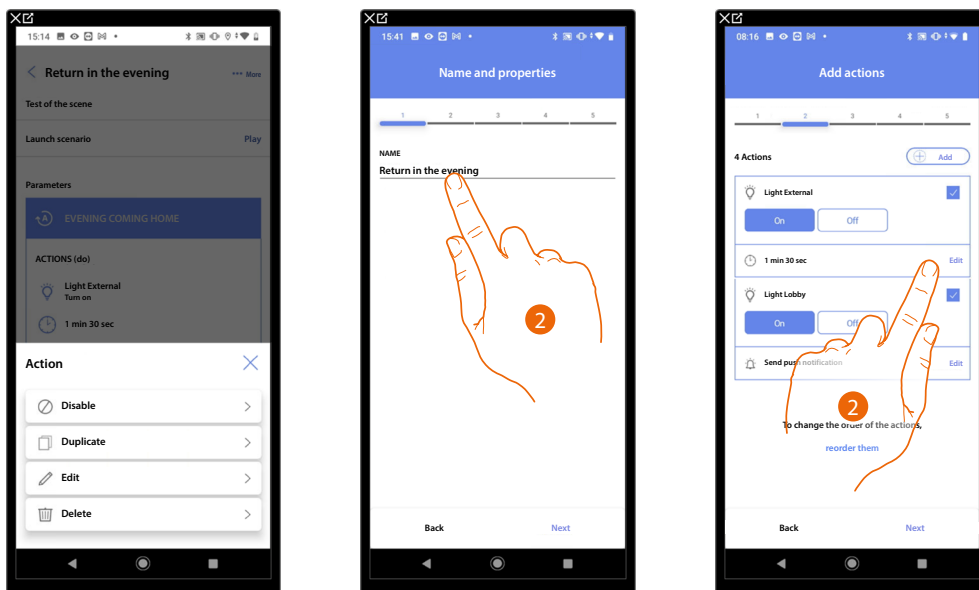 15:14
Return in the evening
More
Test of the scene
Launch scenario Play
Parameters
EVENING COMING HOME
ACTIONS (do)
Light External
Turn on
1 min 30 sec
Action
Disable
Duplicate
Edit
Delete
15:41
Name and properties
1 2 3 4 5
NAME
Return in the evening
2
Back Next
08:16
Add actions
1 2 3 4 5
4 Actions Add
Light External
On Off
1 min 30 sec Edit
Light Lobby
On Off
Send push notification Edit
2
To change the order of the actions,
reorder them
Back Next